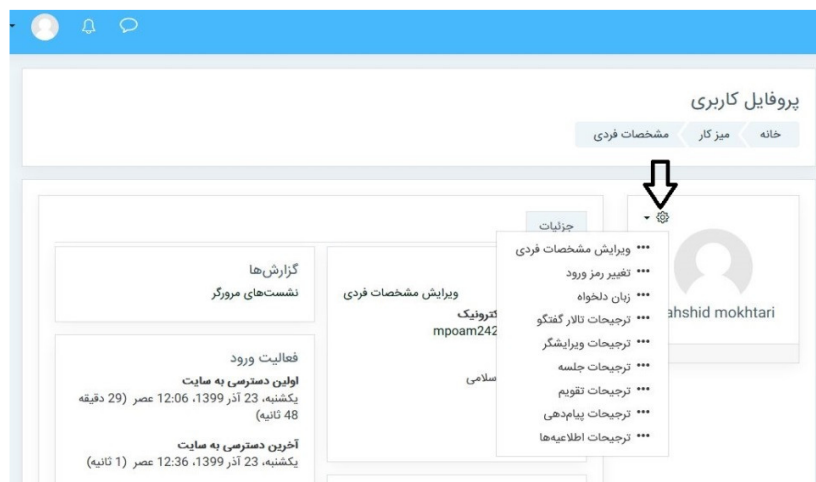 پروفایل کاربری
خانه
میز کار
مشخصات فردی
ahshid mokhtari
جزئیات
ویرایش مشخصات فردی
تغییر رمز ورود
زبان دلخواه
ترجیحات تالار گفتگو
ترجیحات ویرایشگر
ترجیحات جلسه
ترجیحات تقویم
ترجیحات پیام‌دهی
ترجیحات اطلاعیه‌ها
ویرایش مشخصات فردی
کترونیک
mpoam242
سلامی
گزارش‌ها
نشست‌های مرورگر
فعالیت ورود
اولین دسترسی به سایت
یکشنبه، 23 آذر 1399، 12:06 عصر (29 دقیقه
48 ثانیه)
آخرین دسترسی به سایت
یکشنبه، 23 آذر 1399، 12:36 عصر (1 ثانیه)